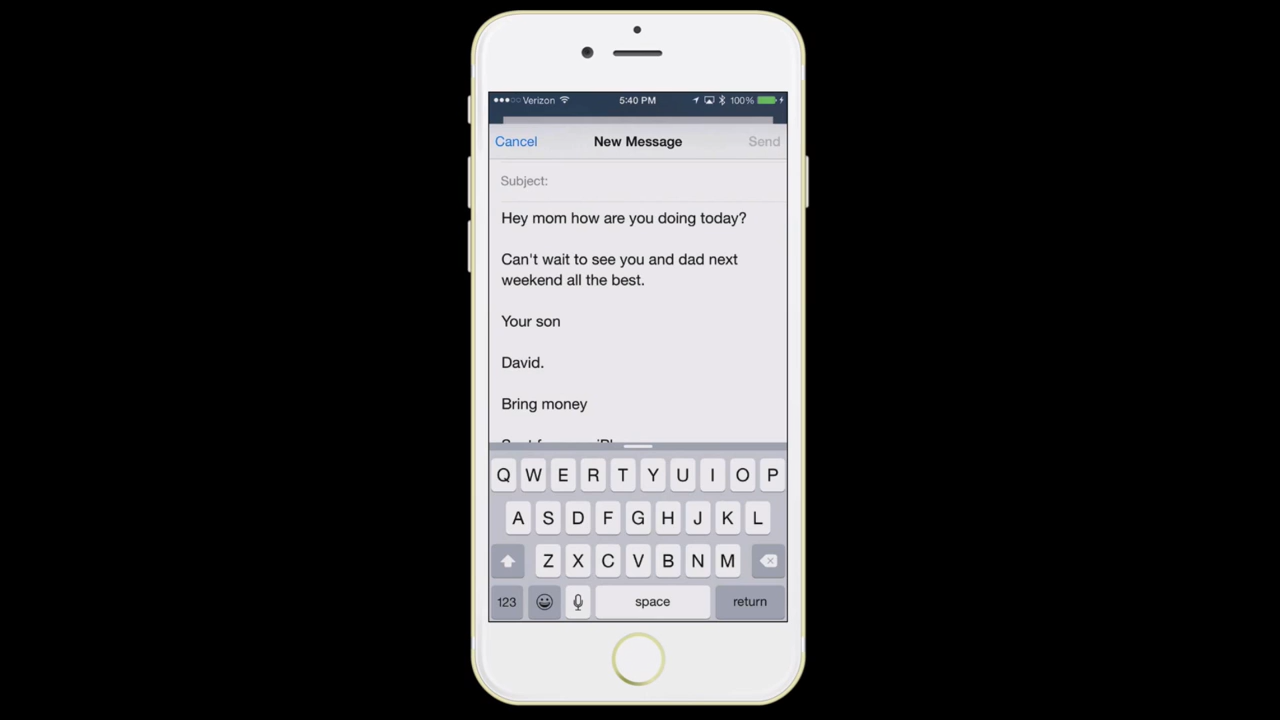 Verizon 5:40 PM 100%
Cancel New Message Send
Subject:
Hey mom how are you doing today?
Can't wait to see you and dad next
weekend all the best.
Your son
David.
Bring money
Q W E R T Y U I O P
A S D F G H J K L
Z X C V B N M
123 space return